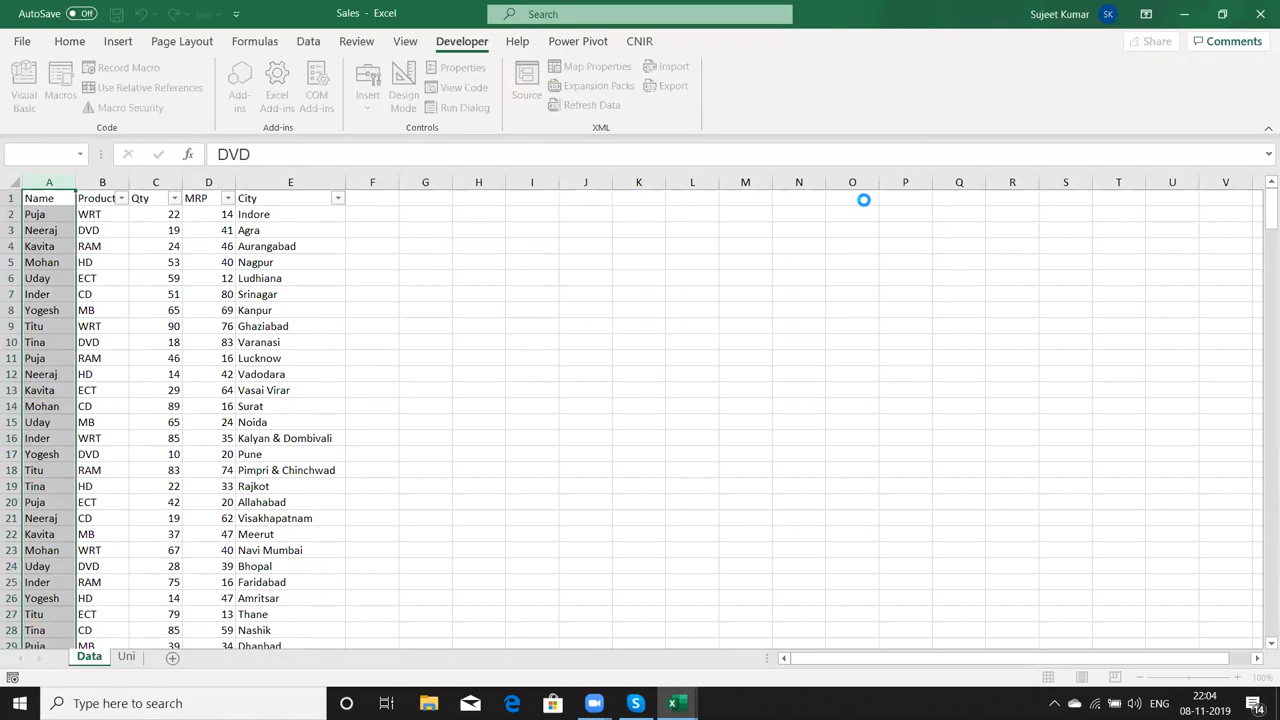 AutoSave Off Sales - Excel Search Sujeet Kumar SK
File Home Insert Page Layout Formulas Data Review View Developer Help Power Pivot CNIR Share Comments
Visual Basic Macros Record Macro Use Relative References Macro Security Code
Add-ins Excel Add-ins COM Add-ins Add-ins
Insert Design Mode Properties View Code Run Dialog Controls
Source Map Properties Expansion Packs Refresh Data Import Export XML
fx DVD
A B C D E F G H I J K L M N O P Q R S T U V
1 Name Product Qty MRP City
2 Puja WRT 22 14 Indore
3 Neeraj DVD 19 41 Agra
4 Kavita RAM 24 46 Aurangabad
5 Mohan HD 53 40 Nagpur
6 Uday ECT 59 12 Ludhiana
7 Inder CD 51 80 Srinagar
8 Yogesh MB 65 69 Kanpur
9 Titu WRT 90 76 Ghaziabad
10 Tina DVD 18 83 Varanasi
11 Puja RAM 46 16 Lucknow
12 Neeraj HD 14 42 Vadodara
13 Kavita ECT 29 64 Vasai Virar
14 Mohan CD 89 16 Surat
15 Uday MB 65 24 Noida
16 Inder WRT 85 35 Kalyan & Dombivali
17 Yogesh DVD 10 20 Pune
18 Titu RAM 83 74 Pimpri & Chinchwad
19 Tina HD 22 33 Rajkot
20 Puja ECT 42 20 Allahabad
21 Neeraj CD 19 62 Visakhapatnam
22 Kavita MB 37 47 Meerut
23 Mohan WRT 67 40 Navi Mumbai
24 Uday DVD 28 39 Bhopal
25 Inder RAM 75 16 Faridabad
26 Yogesh HD 14 47 Amritsar
27 Titu ECT 79 13 Thane
28 Tina CD 85 59 Nashik
29 Puja MB 39 34 Dhanbad
Data Uni
100%
Type here to search ENG 22:04
08-11-2019